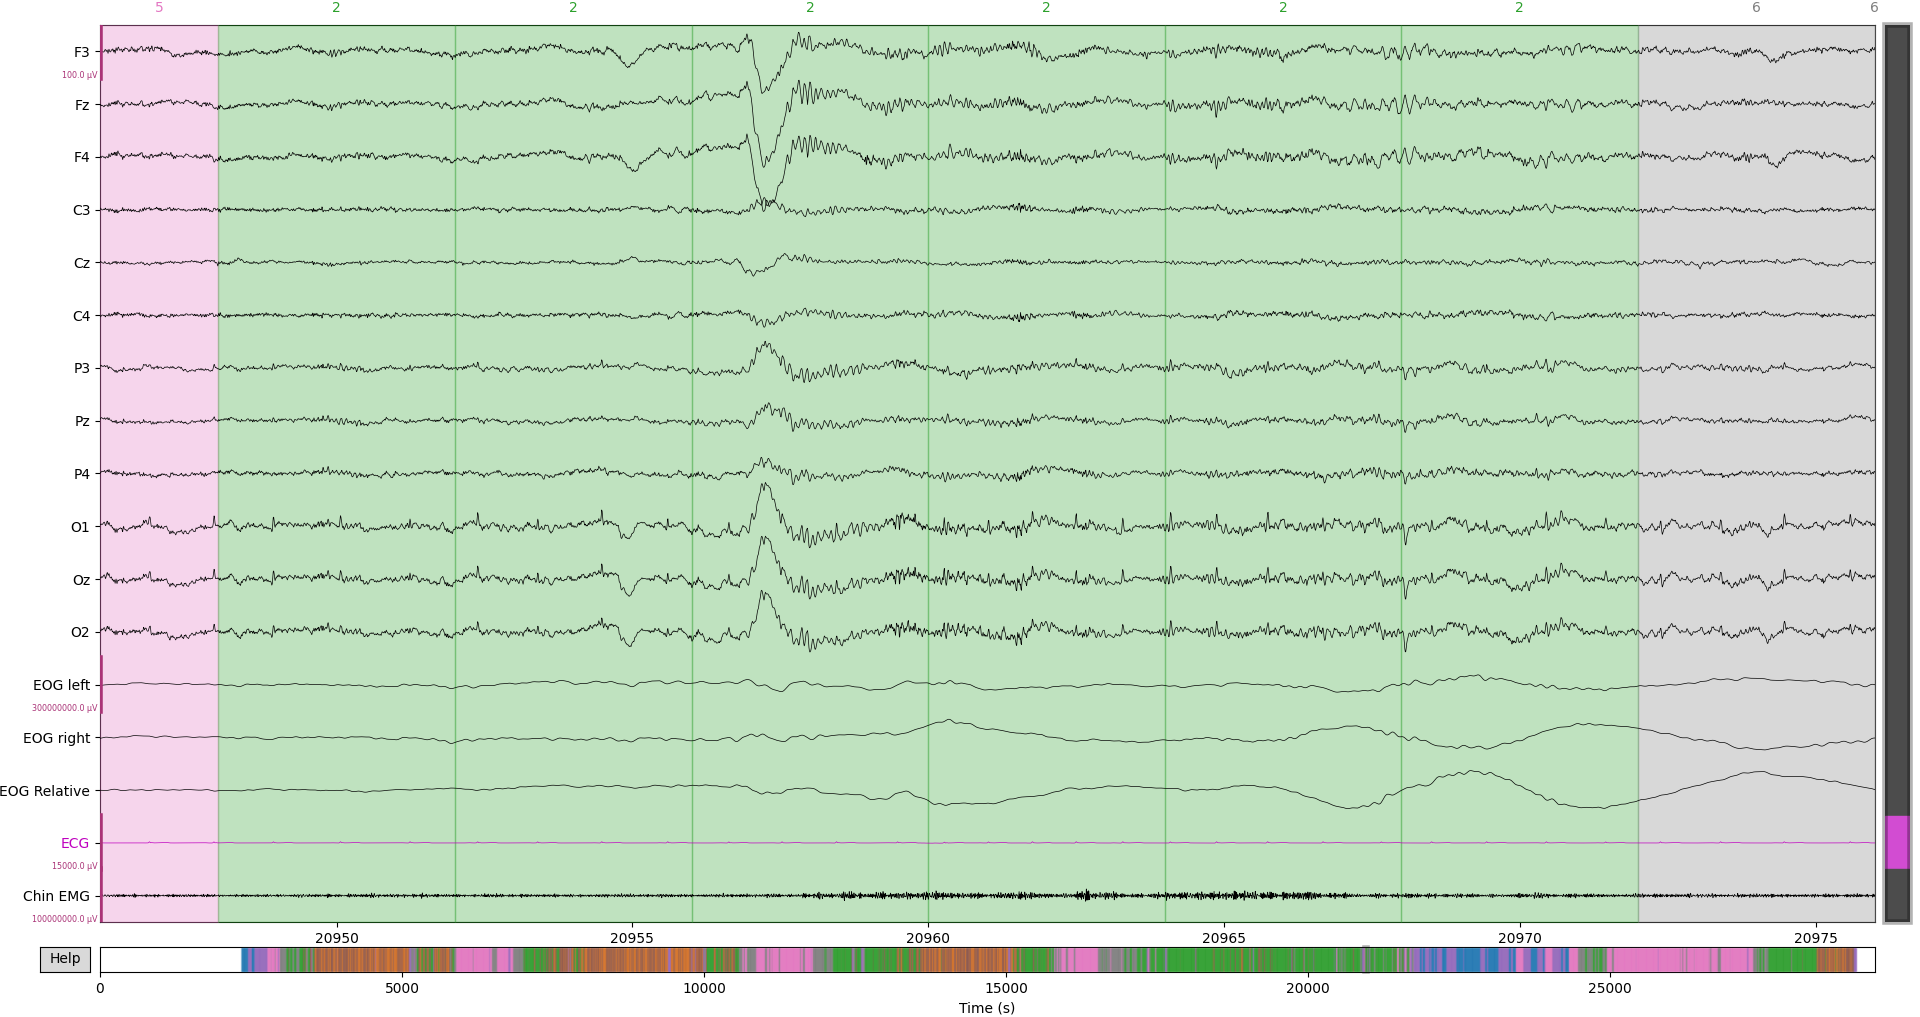 5 2 2 2 2 2 2 6 6
F3
100.0 µV
Fz
F4
C3
Cz
C4
P3
Pz
P4
O1
Oz
O2
EOG left
300000000.0 µV
EOG right
EOG Relative
ECG
15000.0 µV
Chin EMG
100000000.0 µV
20950 20955 20960 20965 20970 20975
Help
0 5000 10000 15000 20000 25000
Time (s)